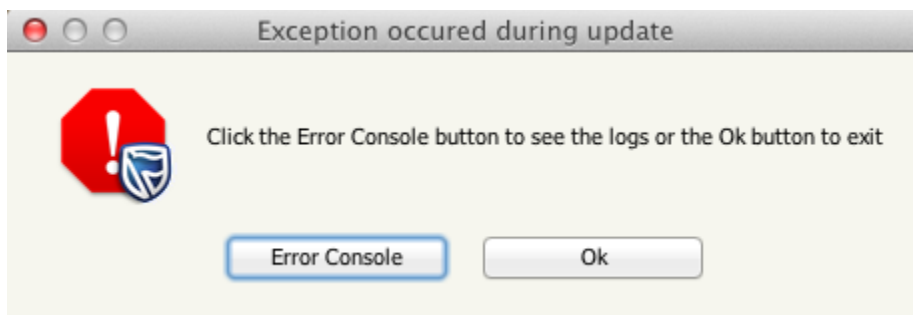 Exception occured during update
Click the Error Console button to see the logs or the Ok button to exit
Error Console
Ok